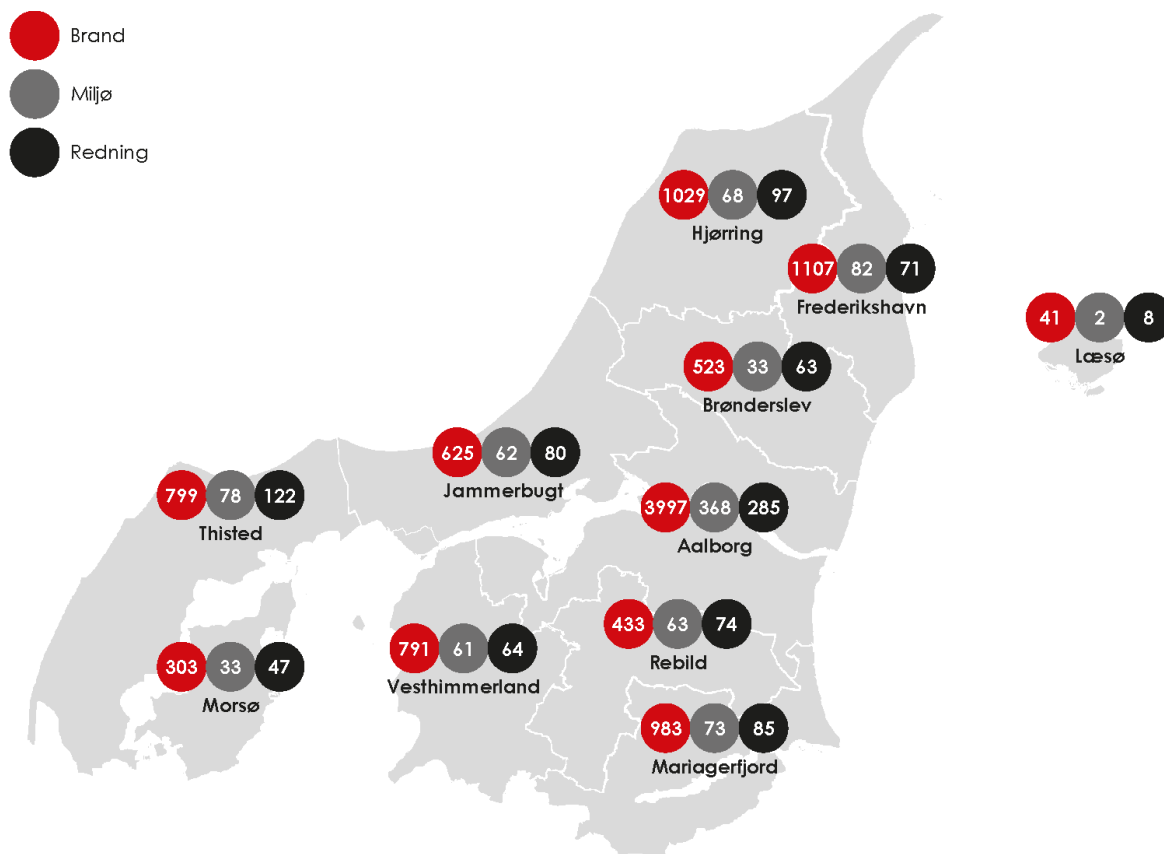 Brand
Miljø
Redning
1029 68 97
Hjørring
1107 82 71
Frederikshavn
41 2 8
Læsø
523 33 63
Brønderslev
625 62 80
Jammerbugt
799 78 122
Thisted
3997 368 285
Aalborg
433 63 74
Rebild
791 61 64
Vesthimmerland
303 33 47
Morsø
983 73 85
Mariagerfjord